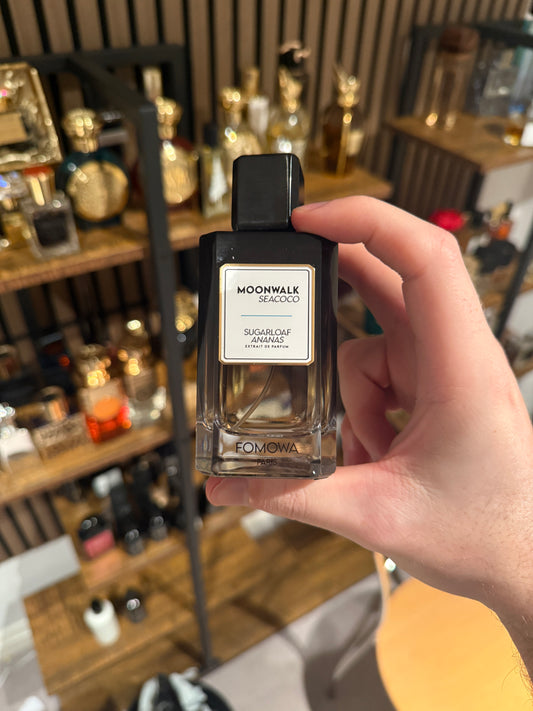 MOONWALK
SEACOCO
SUGARLOAF
ANANAS
EXTRAIT DE PARFUM
FOMOWA
PARIS